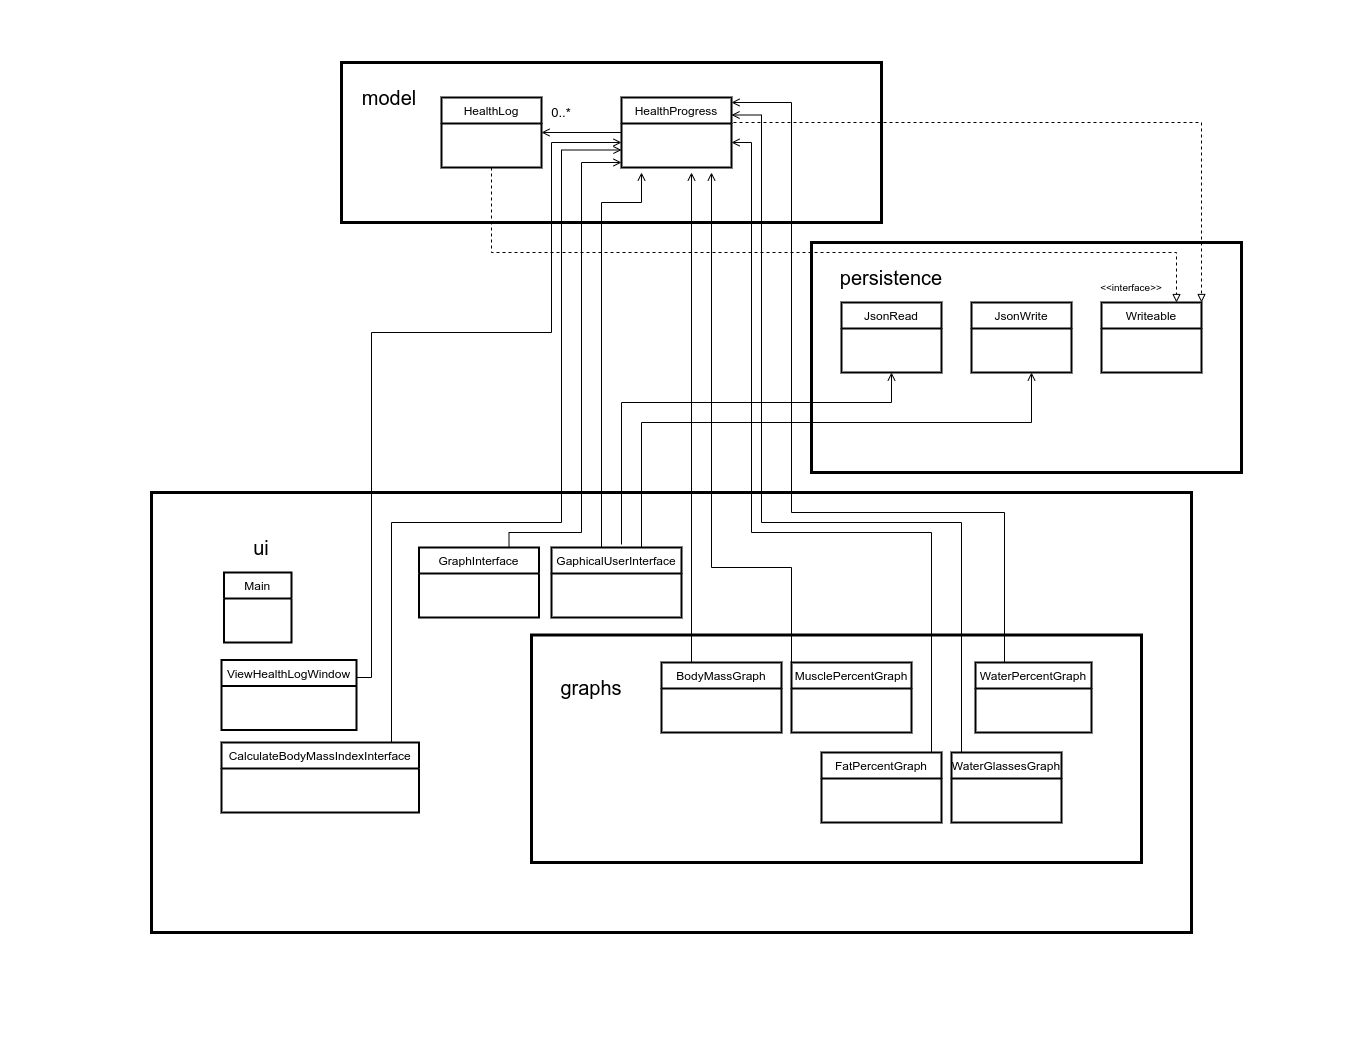 model
HealthLog
0..*
HealthProgress
persistence
<<interface>>
JsonRead
JsonWrite
Writeable
ui
Main
GraphInterface
GaphicalUserInterface
ViewHealthLogWindow
graphs
BodyMassGraph
MusclePercentGraph
WaterPercentGraph
CalculateBodyMassIndexInterface
FatPercentGraph
WaterGlassesGraph